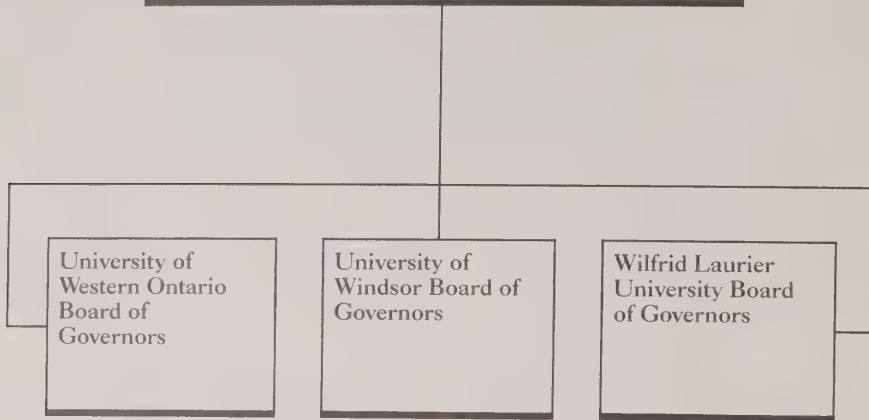 University of
Western Ontario
Board of
Governors
University of
Windsor Board of
Governors
Wilfrid Laurier
University Board
of Governors